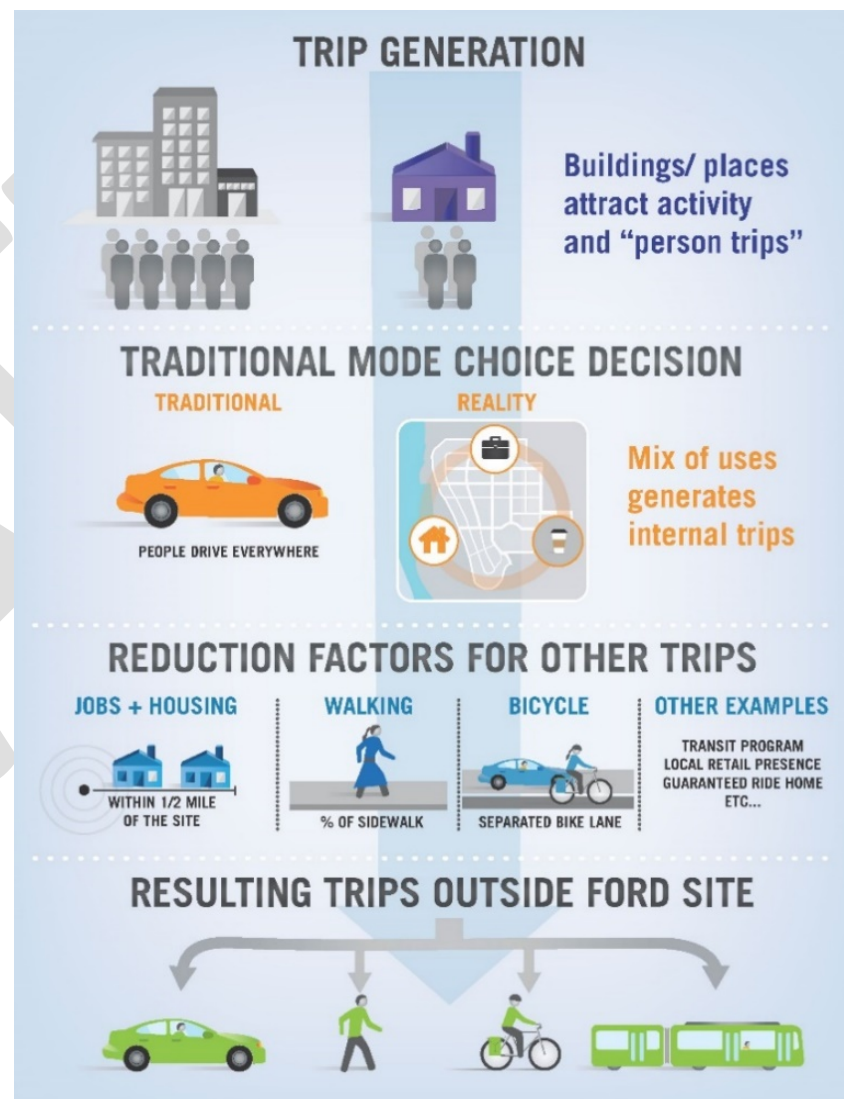 TRIP GENERATION
Buildings/ places
attract activity
and “person trips”
TRADITIONAL MODE CHOICE DECISION
TRADITIONAL
PEOPLE DRIVE EVERYWHERE
REALITY
Mix of uses
generates
internal trips
REDUCTION FACTORS FOR OTHER TRIPS
JOBS + HOUSING
WITHIN 1/2 MILE
OF THE SITE
WALKING
% OF SIDEWALK
BICYCLE
SEPARATED BIKE LANE
OTHER EXAMPLES
TRANSIT PROGRAM
LOCAL RETAIL PRESENCE
GUARANTEED RIDE HOME
ETC...
RESULTING TRIPS OUTSIDE FORD SITE